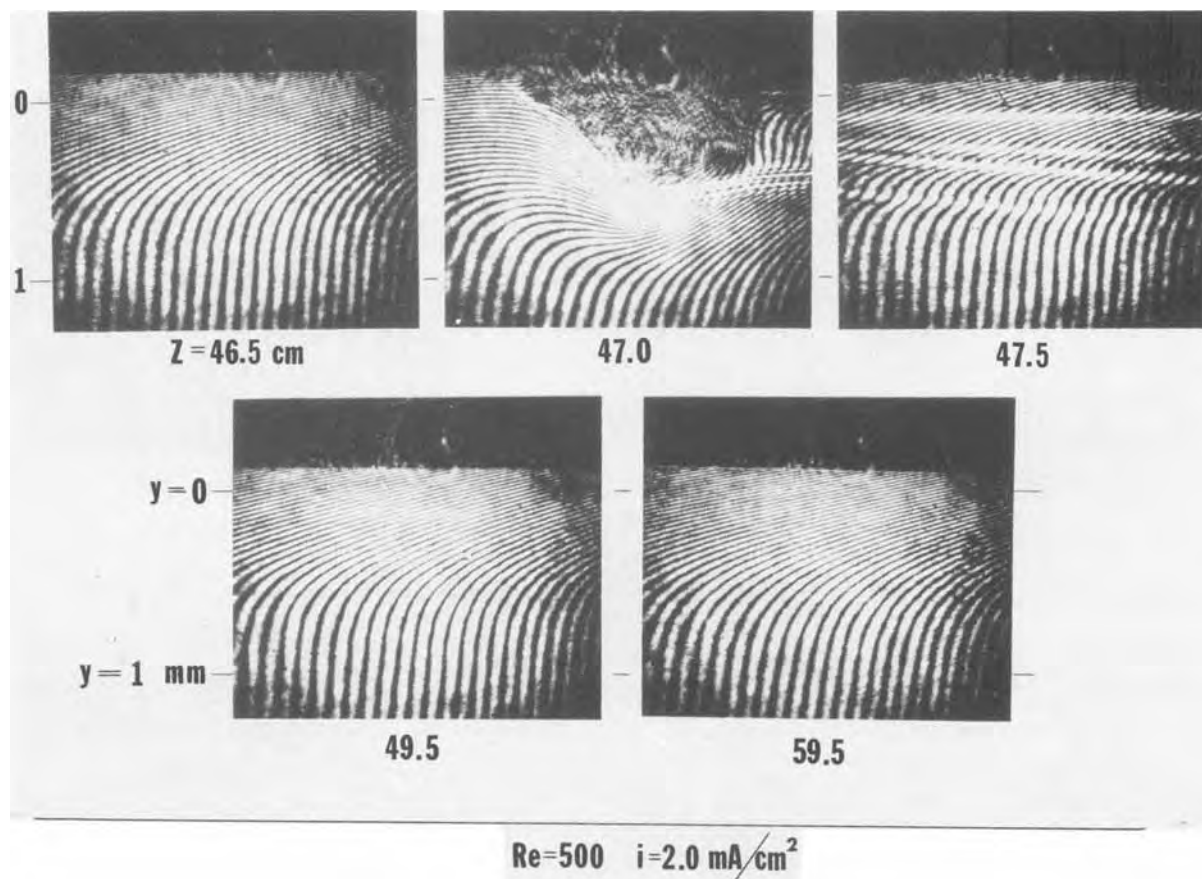 0
1
Z = 46.5 cm
47.0
47.5
y = 0
y = 1 mm
49.5
59.5
Re=500 i=2.0 mA/cm²